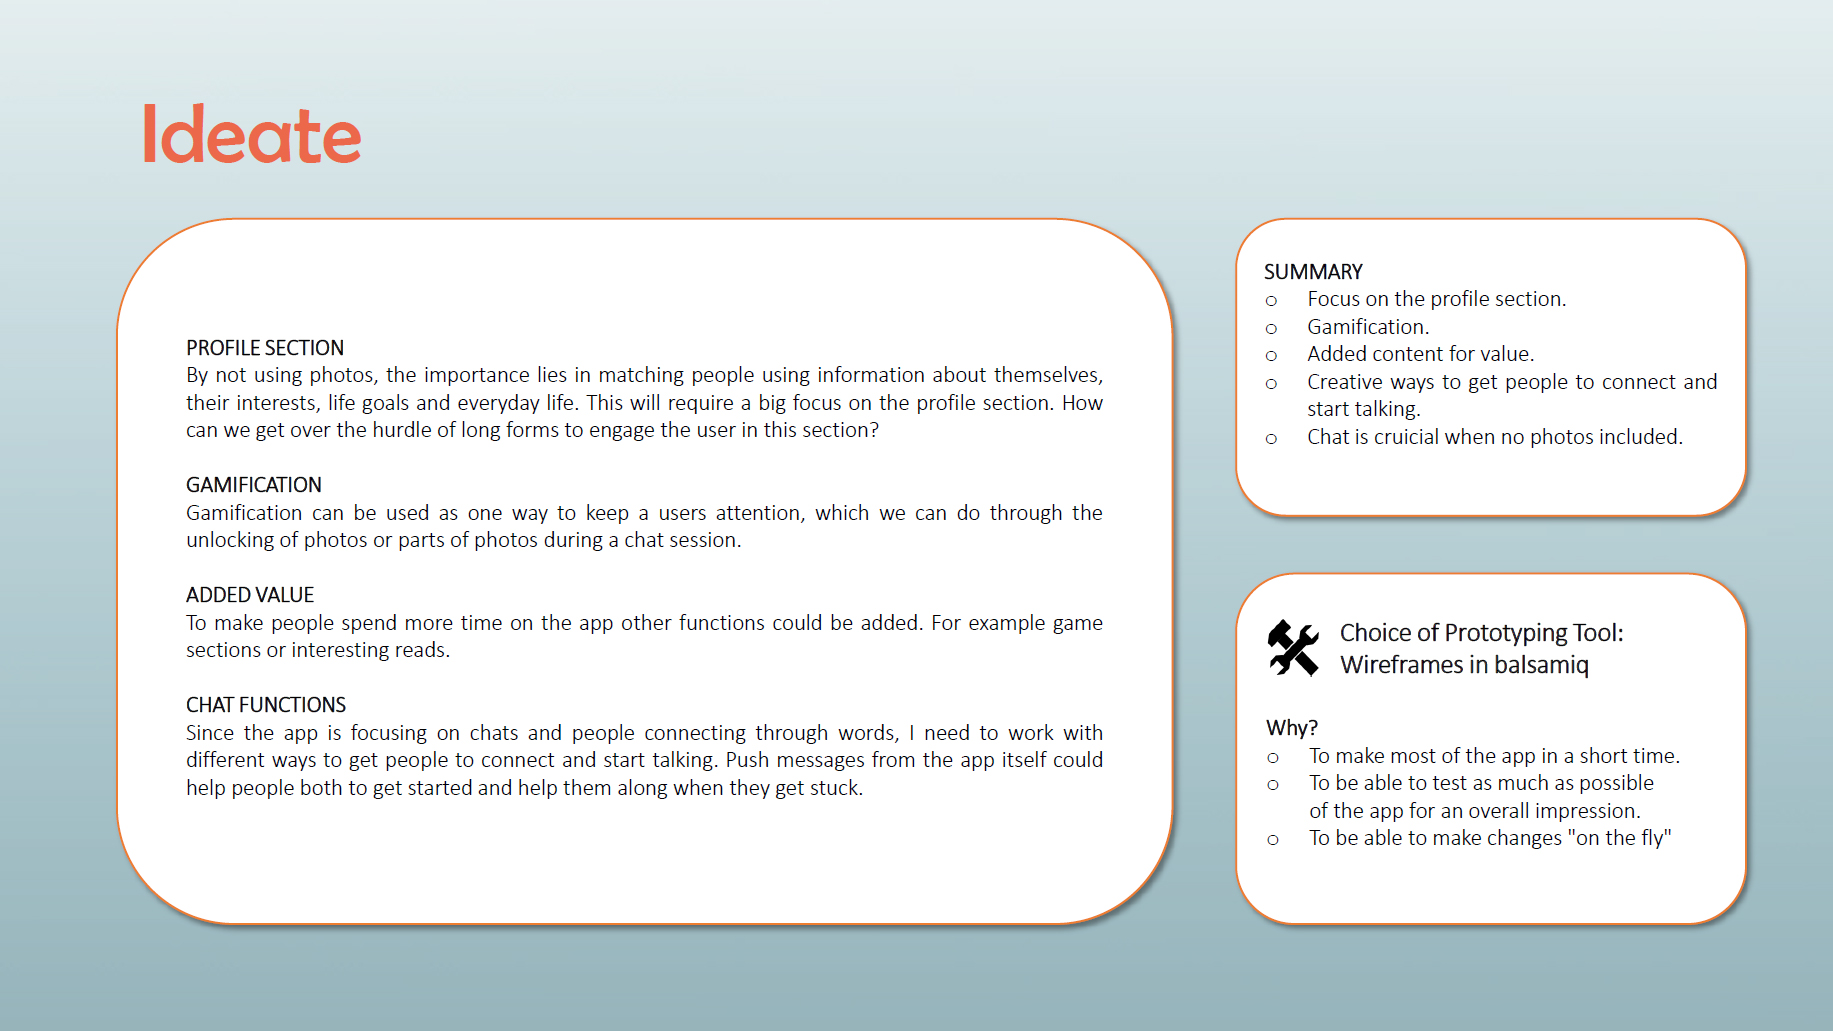 Ideate
PROFILE SECTION
By not using photos, the importance lies in matching people using information about themselves,
their interests, life goals and everyday life. This will require a big focus on the profile section. How
can we get over the hurdle of long forms to engage the user in this section?
GAMIFICATION
Gamification can be used as one way to keep a users attention, which we can do through the
unlocking of photos or parts of photos during a chat session.
ADDED VALUE
To make people spend more time on the app other functions could be added. For example game
sections or interesting reads.
CHAT FUNCTIONS
Since the app is focusing on chats and people connecting through words, I need to work with
different ways to get people to connect and start talking. Push messages from the app itself could
help people both to get started and help them along when they get stuck.
SUMMARY
o Focus on the profile section.
o Gamification.
o Added content for value.
o Creative ways to get people to connect and
start talking.
o Chat is cruicial when no photos included.
Choice of Prototyping Tool:
Wireframes in balsamiq
Why?
o To make most of the app in a short time.
o To be able to test as much as possible
of the app for an overall impression.
o To be able to make changes "on the fly"